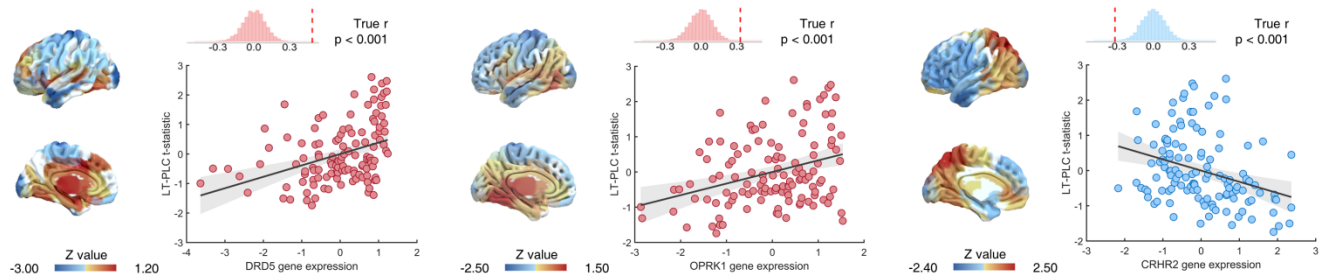 True r
p < 0.001
-0.3 0.0 0.3
LT-PLC t-statistic
3
2
1
0
-1
-2
-3
-4 -3 -2 -1 0 1 2
DRD5 gene expression
Z value
-3.00 1.20
True r
p < 0.001
-0.3 0.0 0.3
LT-PLC t-statistic
3
2
1
0
-1
-2
-3 -2 -1 0 1 2
OPRK1 gene expression
Z value
-2.50 1.50
True r
p < 0.001
-0.3 0.0 0.3
LT-PLC t-statistic
3
2
1
0
-1
-2
-3 -2 -1 0 1 2 3
CRHR2 gene expression
Z value
-2.40 2.50